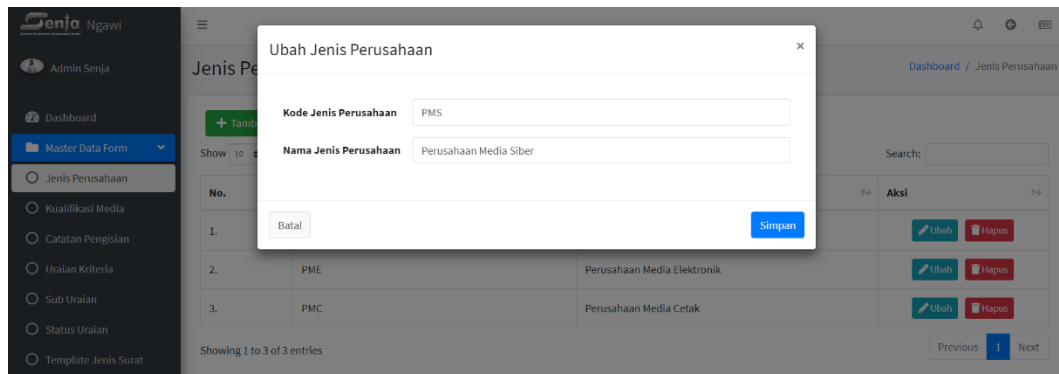 Senja Ngawi
Admin Senja
Dashboard
Master Data Form
Jenis Perusahaan
Kualifikasi Media
Catatan Pengisian
Uraian Kriteria
Sub Uraian
Status Uraian
Template Jenis Surat
Jenis Pe
Dashboard / Jenis Perusahaan
+ Tamb
Show 10
Search:
Ubah Jenis Perusahaan ×
Kode Jenis Perusahaan PMS
Nama Jenis Perusahaan Perusahaan Media Siber
Batal Simpan
No. Aksi
1. Ubah Hapus
2. PME Perusahaan Media Elektronik Ubah Hapus
3. PMC Perusahaan Media Cetak Ubah Hapus
Showing 1 to 3 of 3 entries
Previous 1 Next